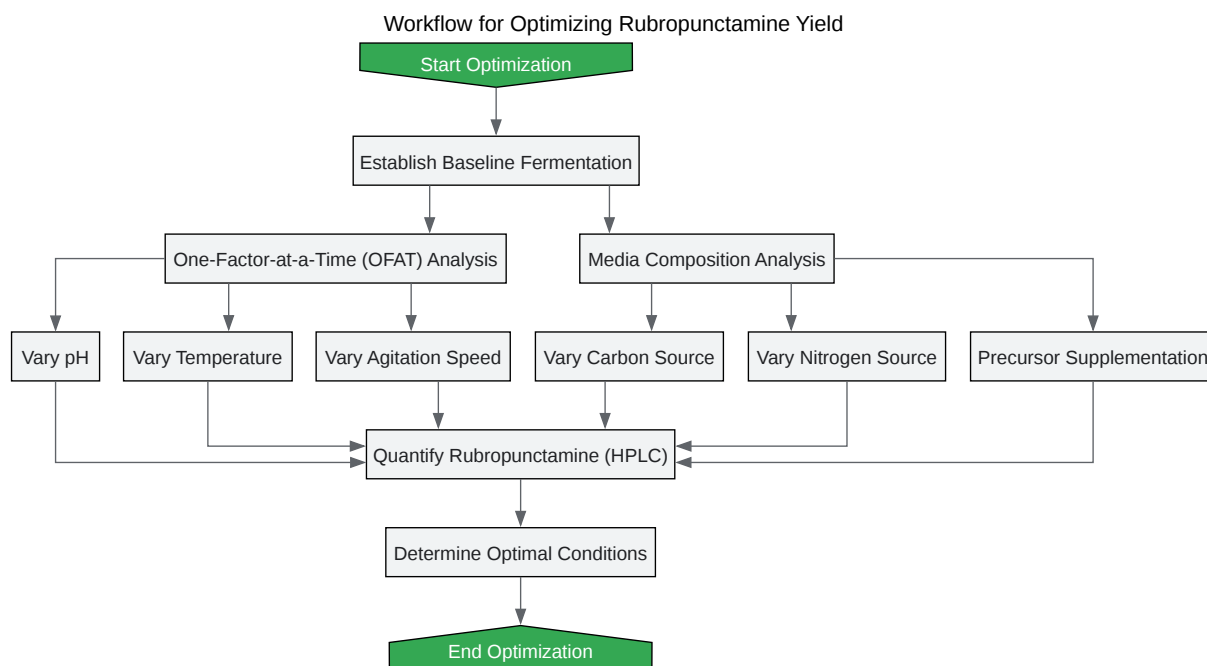 Workflow for Optimizing Rubropunctamine Yield
Start Optimization
Establish Baseline Fermentation
One-Factor-at-a-Time (OFAT) Analysis
Media Composition Analysis
Vary pH
Vary Temperature
Vary Agitation Speed
Vary Carbon Source
Vary Nitrogen Source
Precursor Supplementation
Quantify Rubropunctamine (HPLC)
Determine Optimal Conditions
End Optimization